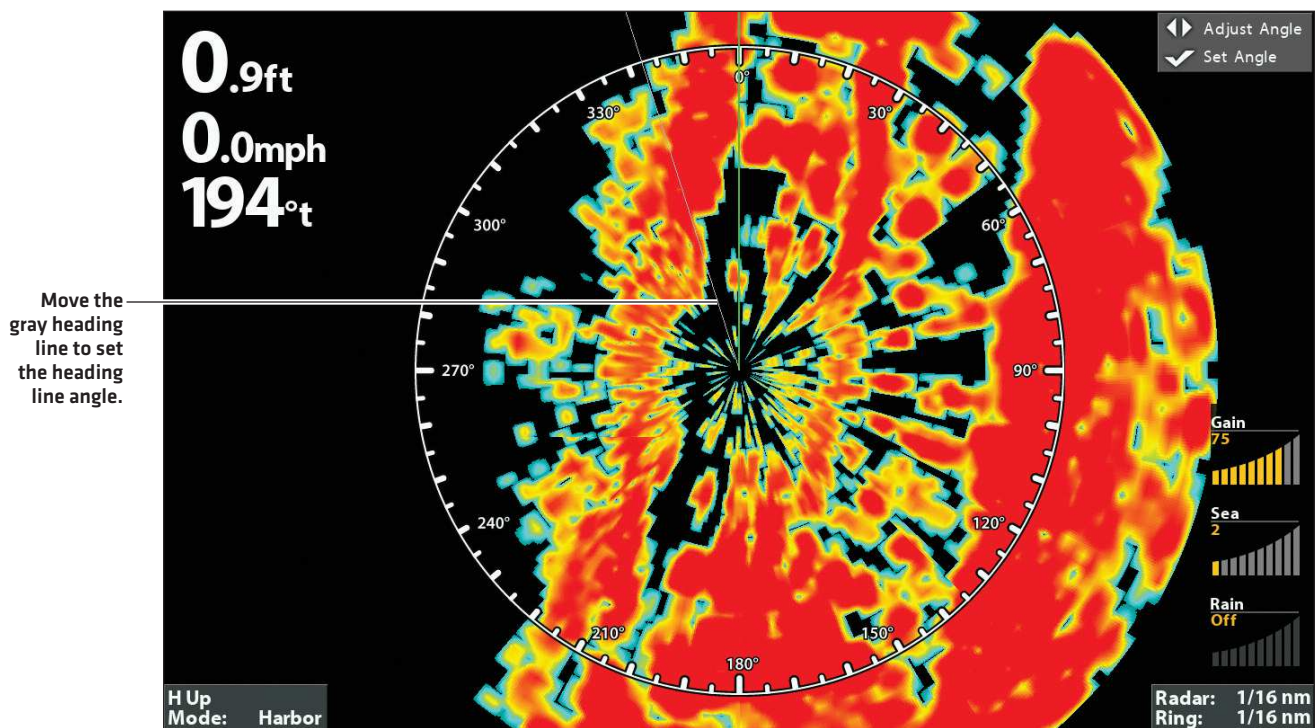 0.9ft
0.0mph
194°t
Adjust Angle
Set Angle
Move the
gray heading
line to set
the heading
line angle.
0°
30°
60°
90°
120°
150°
180°
210°
240°
270°
300°
330°
Gain
75
Sea
2
Rain
Off
H Up
Mode: Harbor
Radar: 1/16 nm
Ring: 1/16 nm